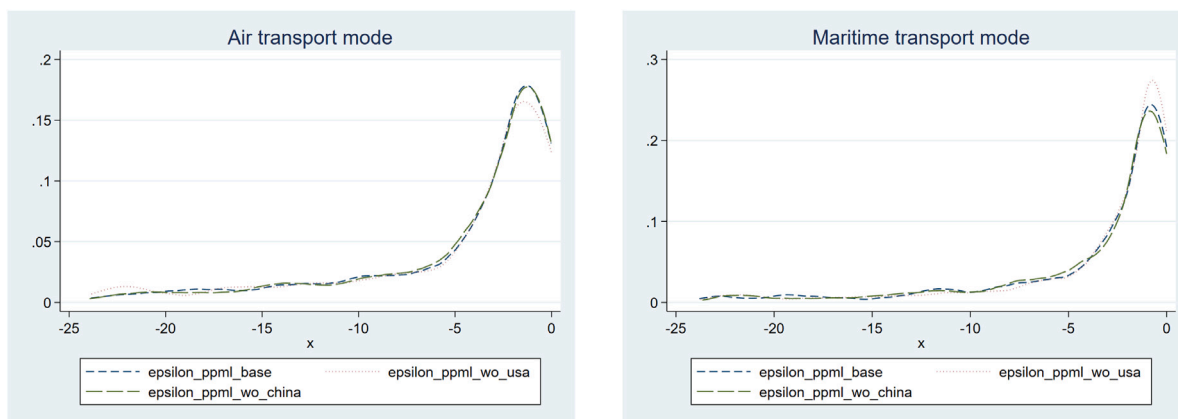 Air transport mode
.2
.15
.1
.05
0
-25 -20 -15 -10 -5 0
x
epsilon_ppml_base epsilon_ppml_wo_usa
epsilon_ppml_wo_china
Maritime transport mode
.3
.2
.1
0
-25 -20 -15 -10 -5 0
x
epsilon_ppml_base epsilon_ppml_wo_usa
epsilon_ppml_wo_china